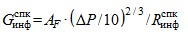 G_инф^спк = A_F · (ΔP/10)^2/3 / R_инф^спк